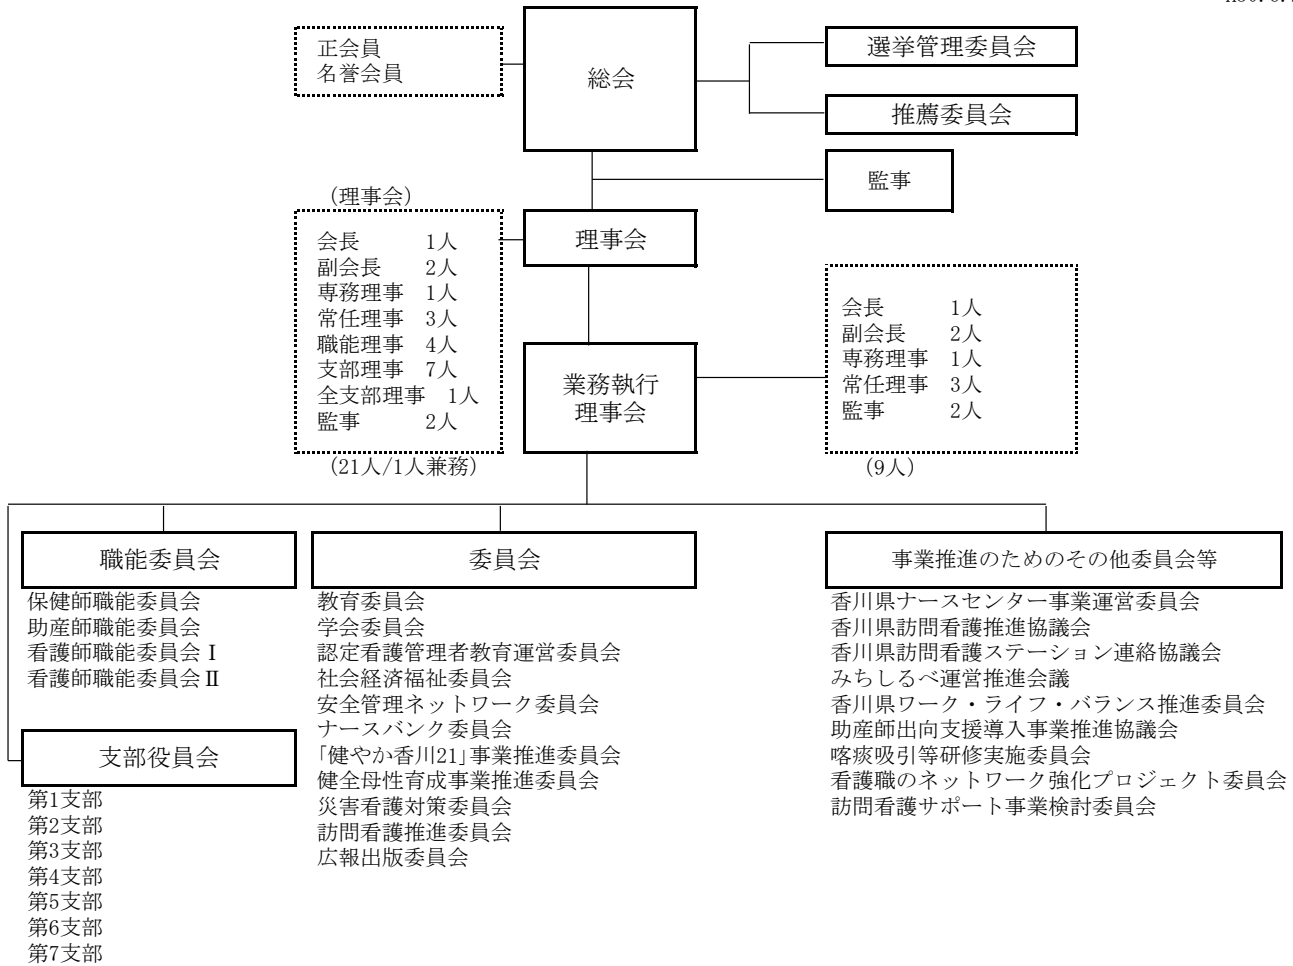 正会員
名誉会員
総会
選挙管理委員会
推薦委員会
監事
(理事会)
会長 1人
副会長 2人
専務理事 1人
常任理事 3人
職能理事 4人
支部理事 7人
全支部理事 1人
監事 2人
(21人/1人兼務)
理事会
業務執行
理事会
会長 1人
副会長 2人
専務理事 1人
常任理事 3人
監事 2人
(9人)
職能委員会
保健師職能委員会
助産師職能委員会
看護師職能委員会Ⅰ
看護師職能委員会Ⅱ
支部役員会
第1支部
第2支部
第3支部
第4支部
第5支部
第6支部
第7支部
委員会
教育委員会
学会委員会
認定看護管理者教育運営委員会
社会経済福祉委員会
安全管理ネットワーク委員会
ナースバンク委員会
「健やか香川21」事業推進委員会
健全母性育成事業推進委員会
災害看護対策委員会
訪問看護推進委員会
広報出版委員会
事業推進のためのその他委員会等
香川県ナースセンター事業運営委員会
香川県訪問看護推進協議会
香川県訪問看護ステーション連絡協議会
みちしるべ運営推進会議
香川県ワーク・ライフ・バランス推進委員会
助産師出向支援導入事業推進協議会
喀痰吸引等研修実施委員会
看護職のネットワーク強化プロジェクト委員会
訪問看護サポート事業検討委員会